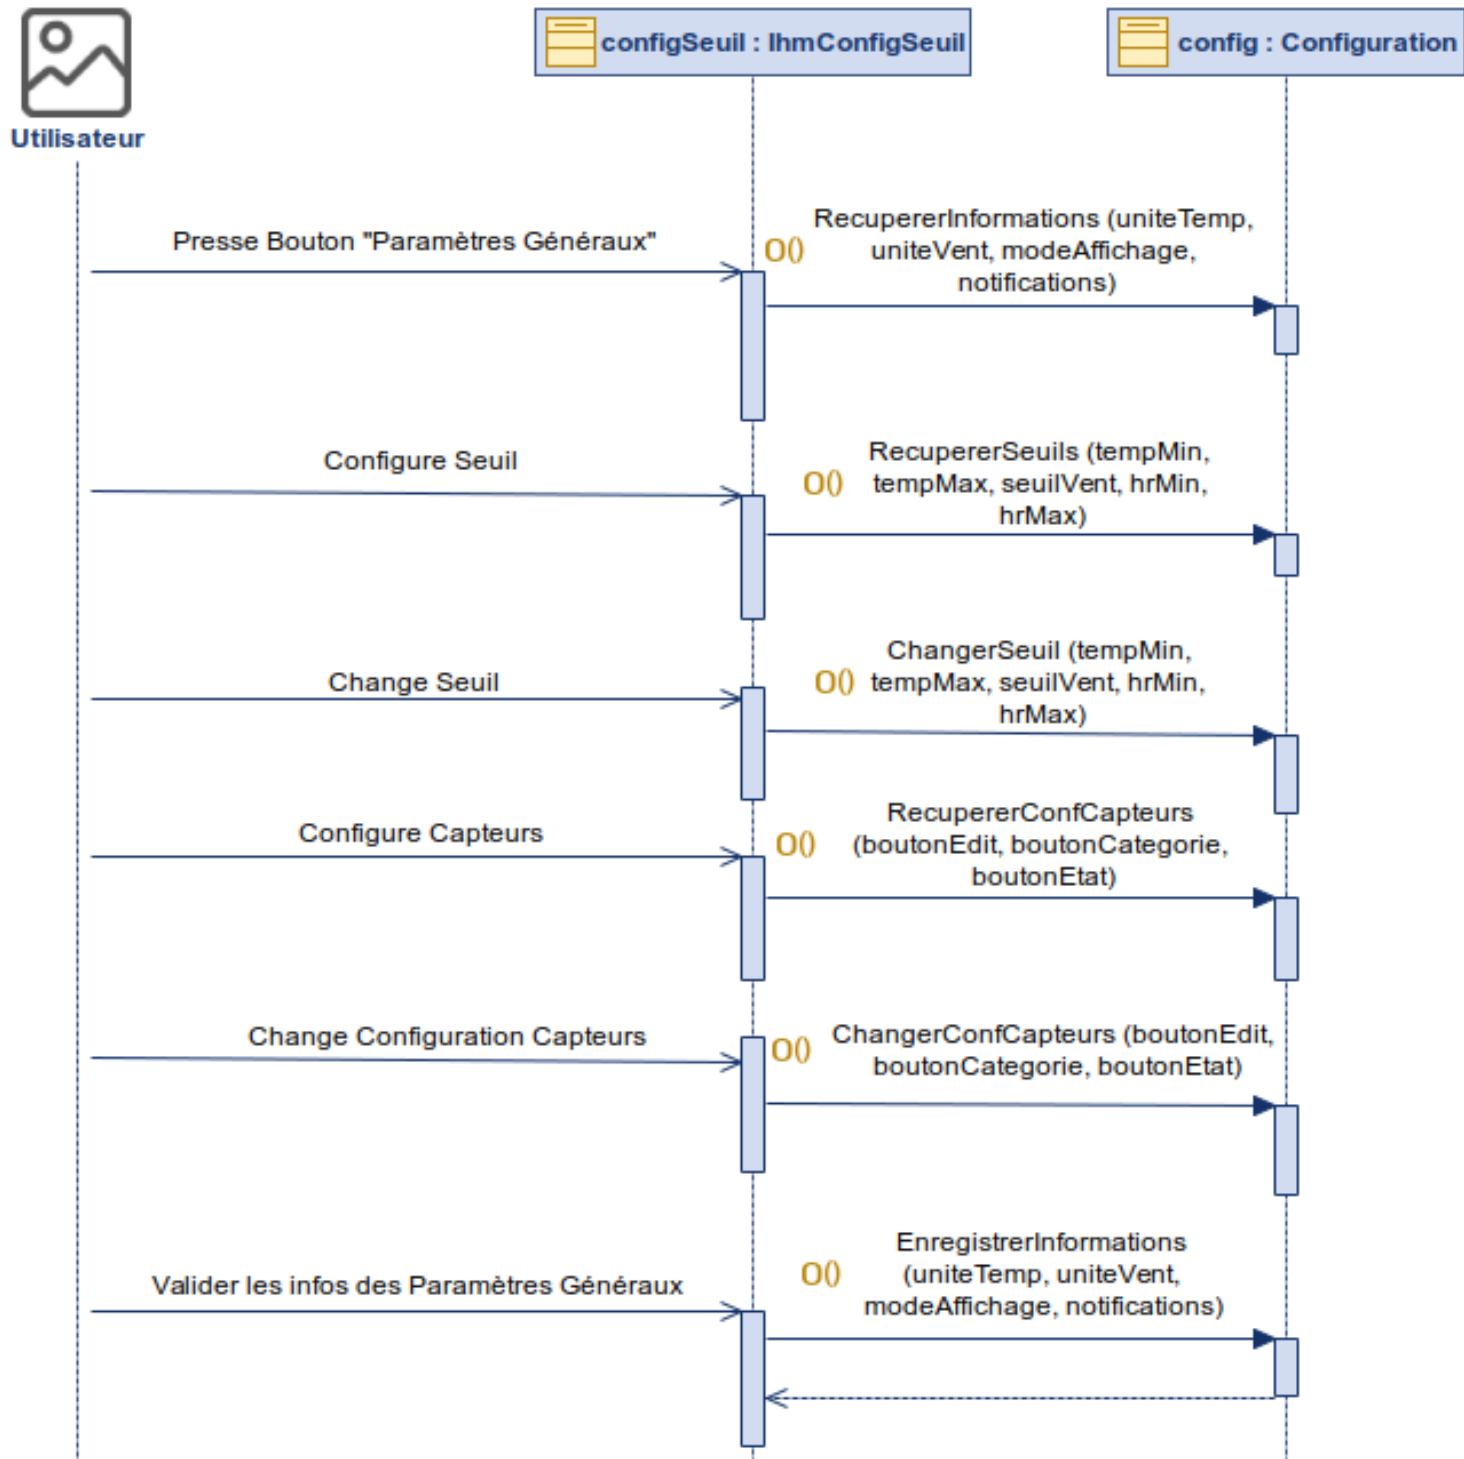 configSeuil : IhmConfigSeuil
config : Configuration
Utilisateur
Presse Bouton "Paramètres Généraux"
O()
RecupererInformations (uniteTemp,
uniteVent, modeAffichage,
notifications)
Configure Seuil
O()
RecupererSeuils (tempMin,
tempMax, seuilVent, hrMin,
hrMax)
Change Seuil
O()
ChangerSeuil (tempMin,
tempMax, seuilVent, hrMin,
hrMax)
Configure Capteurs
O()
RecupererConfCapteurs
(boutonEdit, boutonCategorie,
boutonEtat)
Change Configuration Capteurs
O()
ChangerConfCapteurs (boutonEdit,
boutonCategorie, boutonEtat)
Valider les infos des Paramètres Généraux
O()
EnregistrerInformations
(uniteTemp, uniteVent,
modeAffichage, notifications)